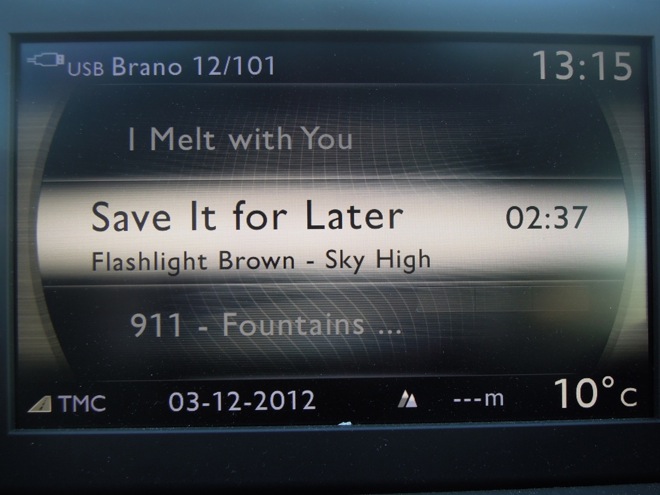 USB Brano 12/101 13:15
I Melt with You
Save It for Later 02:37
Flashlight Brown - Sky High
911 - Fountains ...
TMC 03-12-2012 ---m 10°C